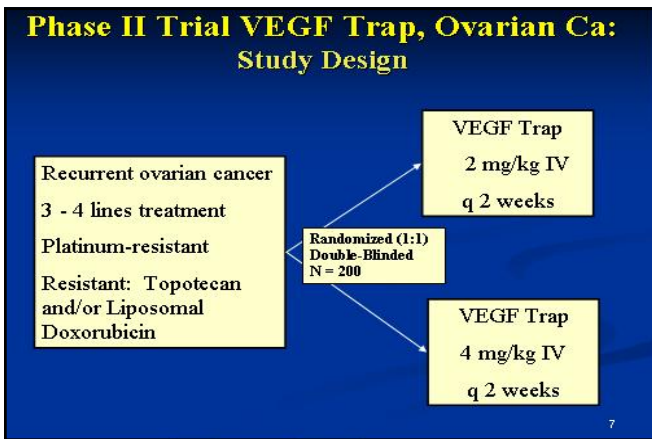 Phase II Trial VEGF Trap, Ovarian Ca:
Study Design
Recurrent ovarian cancer
3 - 4 lines treatment
Platinum-resistant
Resistant: Topotecan
and/or Liposomal
Doxorubicin
Randomized (1:1)
Double-Blinded
N = 200
VEGF Trap
2 mg/kg IV
q 2 weeks
VEGF Trap
4 mg/kg IV
q 2 weeks
7